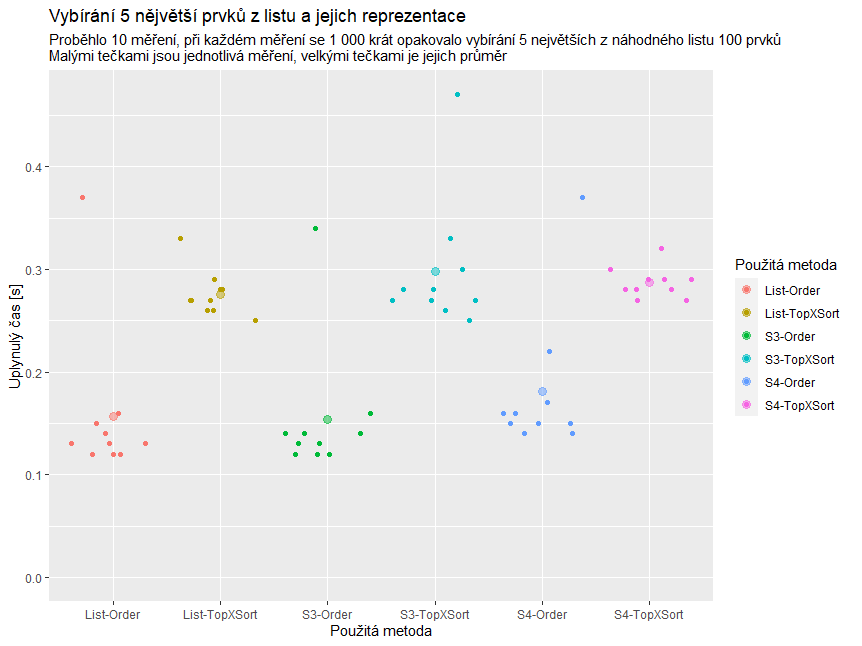 Vybírání 5 nějvětší prvků z listu a jejich reprezentace
Proběhlo 10 měření, při každém měření se 1 000 krát opakovalo vybírání 5 největších z náhodného listu 100 prvků
Malými tečkami jsou jednotlivá měření, velkými tečkami je jejich průměr
Uplynulý čas [s]
0.4
0.3
0.2
0.1
0.0
List-Order
List-TopXSort
S3-Order
S3-TopXSort
S4-Order
S4-TopXSort
Použitá metoda
Použitá metoda
List-Order
List-TopXSort
S3-Order
S3-TopXSort
S4-Order
S4-TopXSort